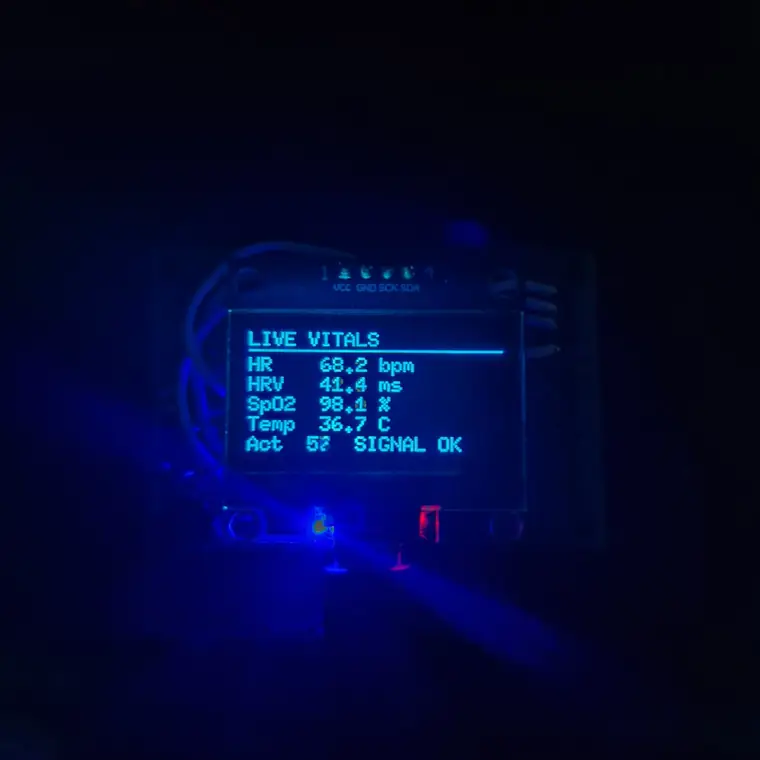 VCC GND SCK SDA
LIVE VITALS
HR 68.2 bpm
HRV 41.4 ms
SpO2 98.1 %
Temp 36.7 C
Act SIGNAL OK